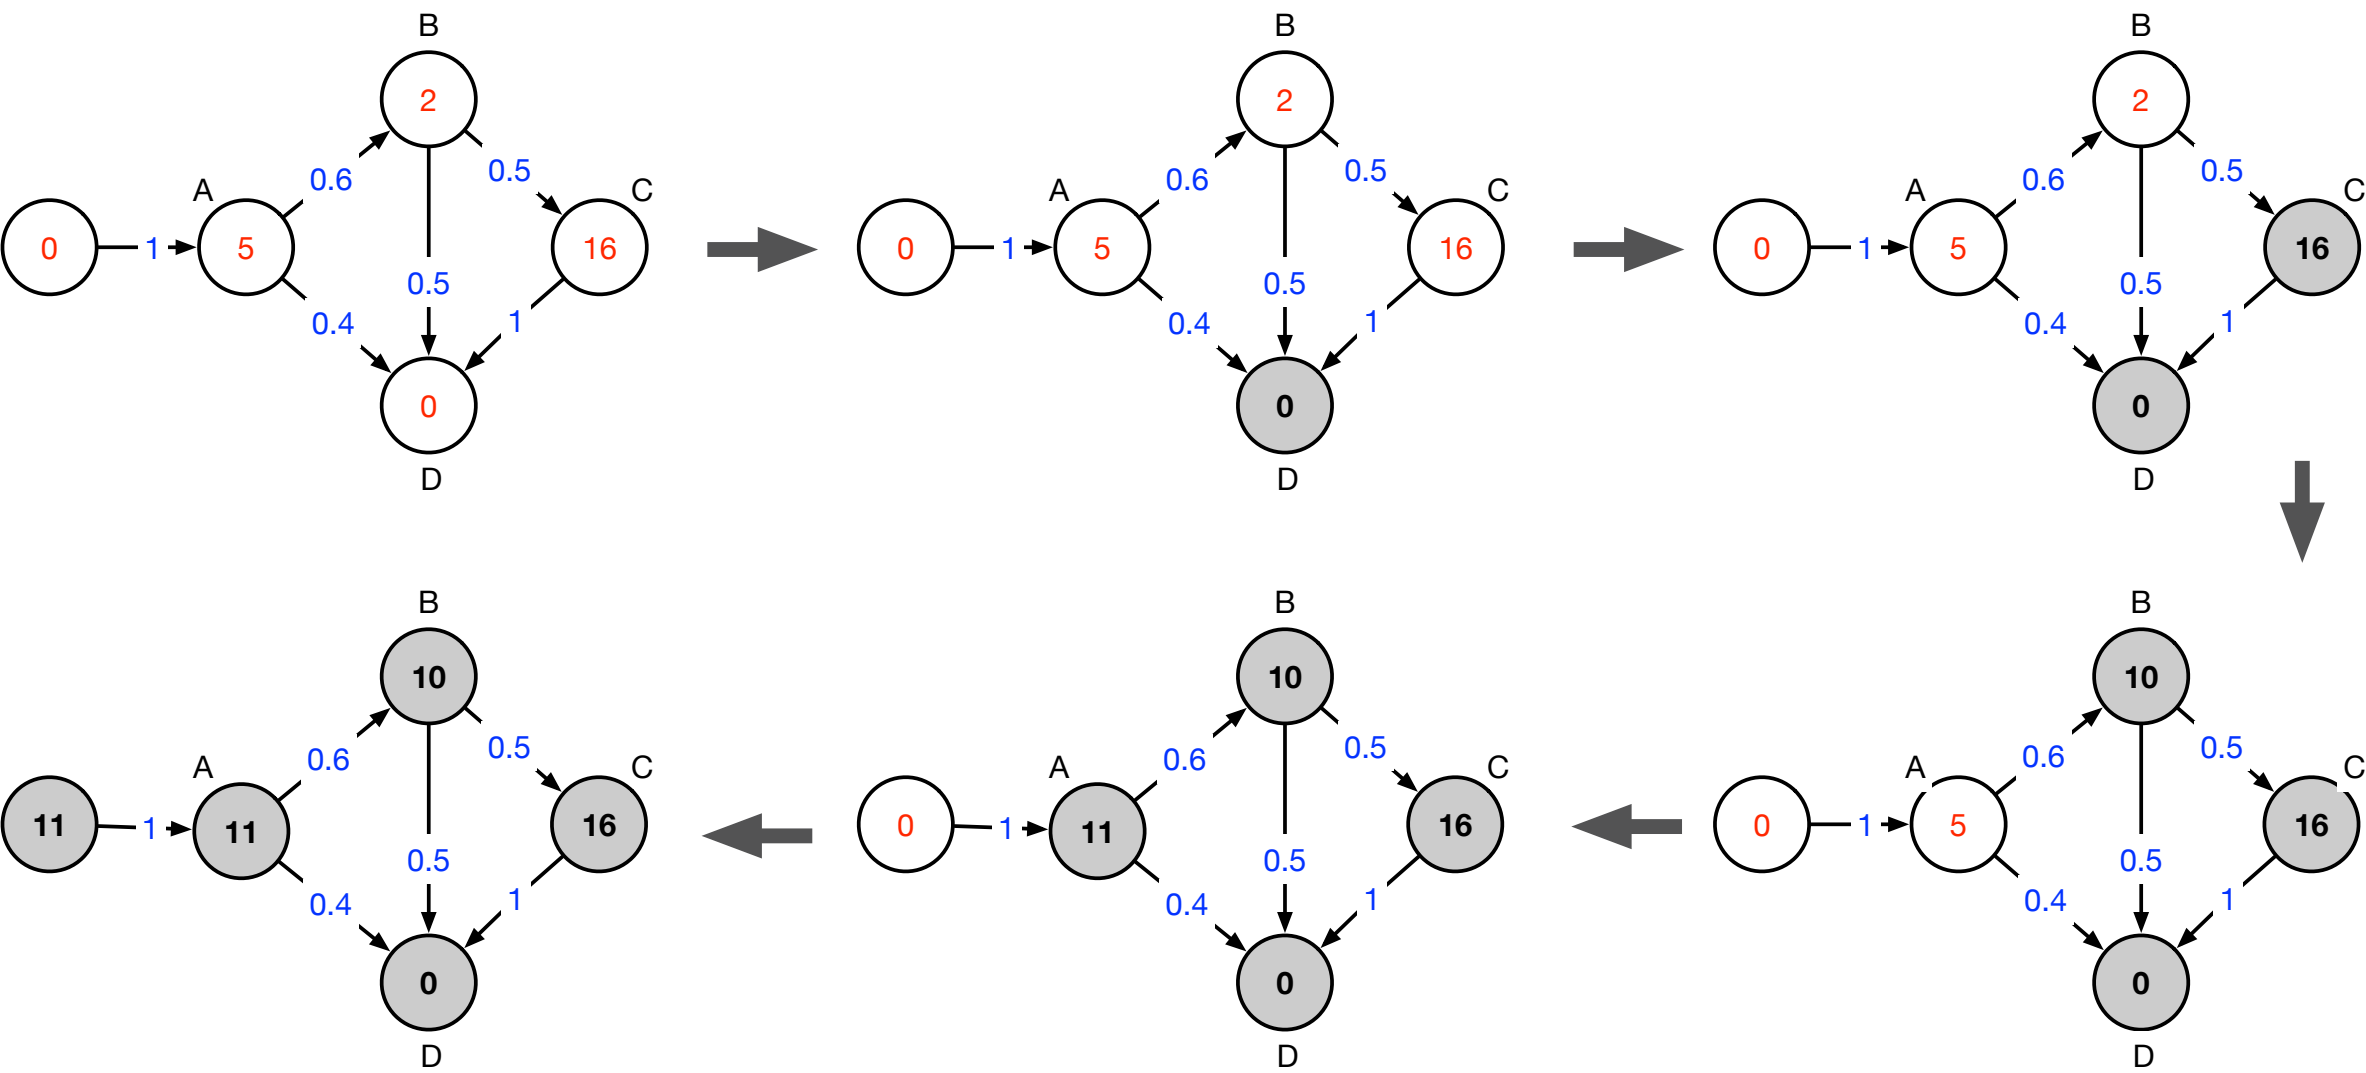 B B B
2 2 2
0.6 0.5 0.6 0.5 0.6 0.5
A C A C A C
0 1 5 16 0 1 5 16 0 1 5 16
0.5 0.5 0.5
0.4 1 0.4 1 0.4 1
0 0 0
D D D
B B B
10 10 10
0.6 0.5 0.6 0.5 0.6 0.5
A C A C A C
11 1 11 16 0 1 11 16 0 1 5 16
0.5 0.5 0.5
0.4 1 0.4 1 0.4 1
0 0 0
D D D